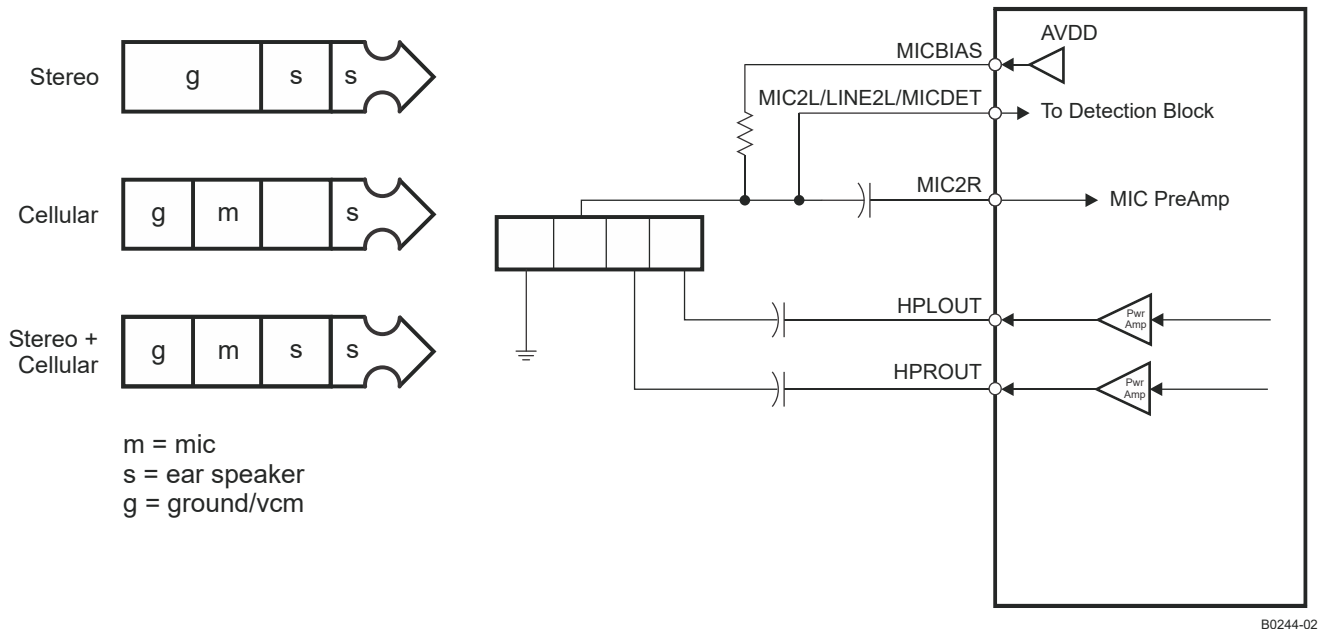 Stereo
g s s
Cellular
g m s
Stereo +
Cellular
g m s s
m = mic
s = ear speaker
g = ground/vcm
AVDD
MICBIAS
MIC2L/LINE2L/MICDET
To Detection Block
MIC2R
MIC PreAmp
HPLOUT
Pwr
Amp
HPROUT
Pwr
Amp
B0244-02